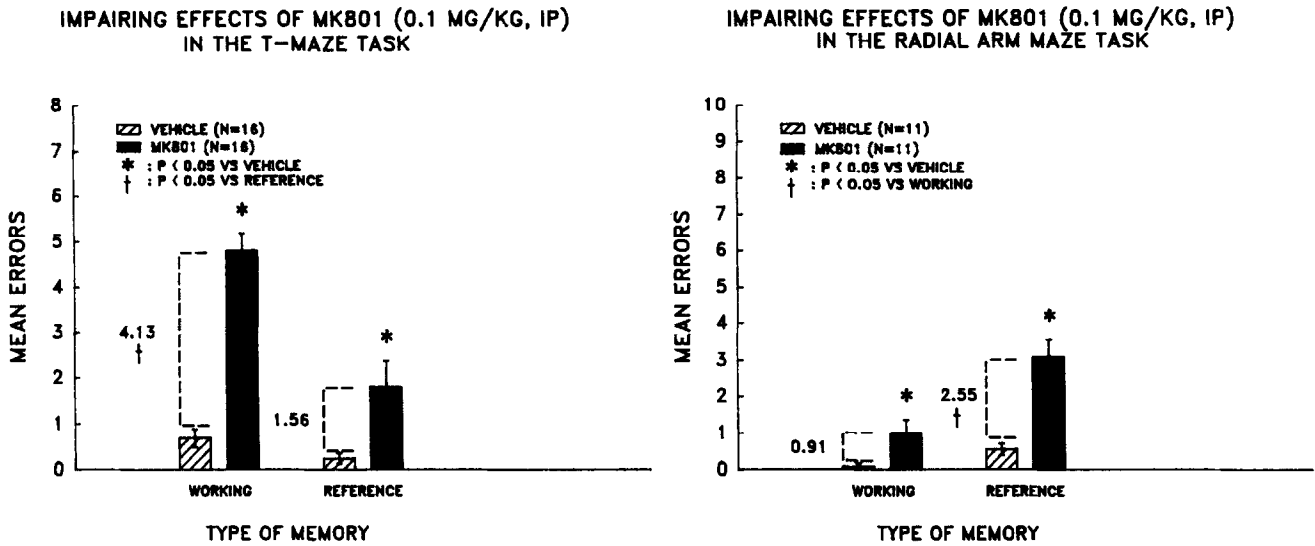 IMPAIRING EFFECTS OF MK801 (0.1 MG/KG, IP)
IN THE T-MAZE TASK
8
7
6
5
4
3
2
1
0
MEAN ERRORS
VEHICLE (N=16)
MK801 (N=16)
* : P < 0.05 VS VEHICLE
† : P < 0.05 VS REFERENCE
4.13
†
*
1.56
*
WORKING REFERENCE
TYPE OF MEMORY
IMPAIRING EFFECTS OF MK801 (0.1 MG/KG, IP)
IN THE RADIAL ARM MAZE TASK
10
9
8
7
6
5
4
3
2
1
0
MEAN ERRORS
VEHICLE (N=11)
MK801 (N=11)
* : P < 0.05 VS VEHICLE
† : P < 0.05 VS WORKING
0.91
*
2.55
†
*
WORKING REFERENCE
TYPE OF MEMORY